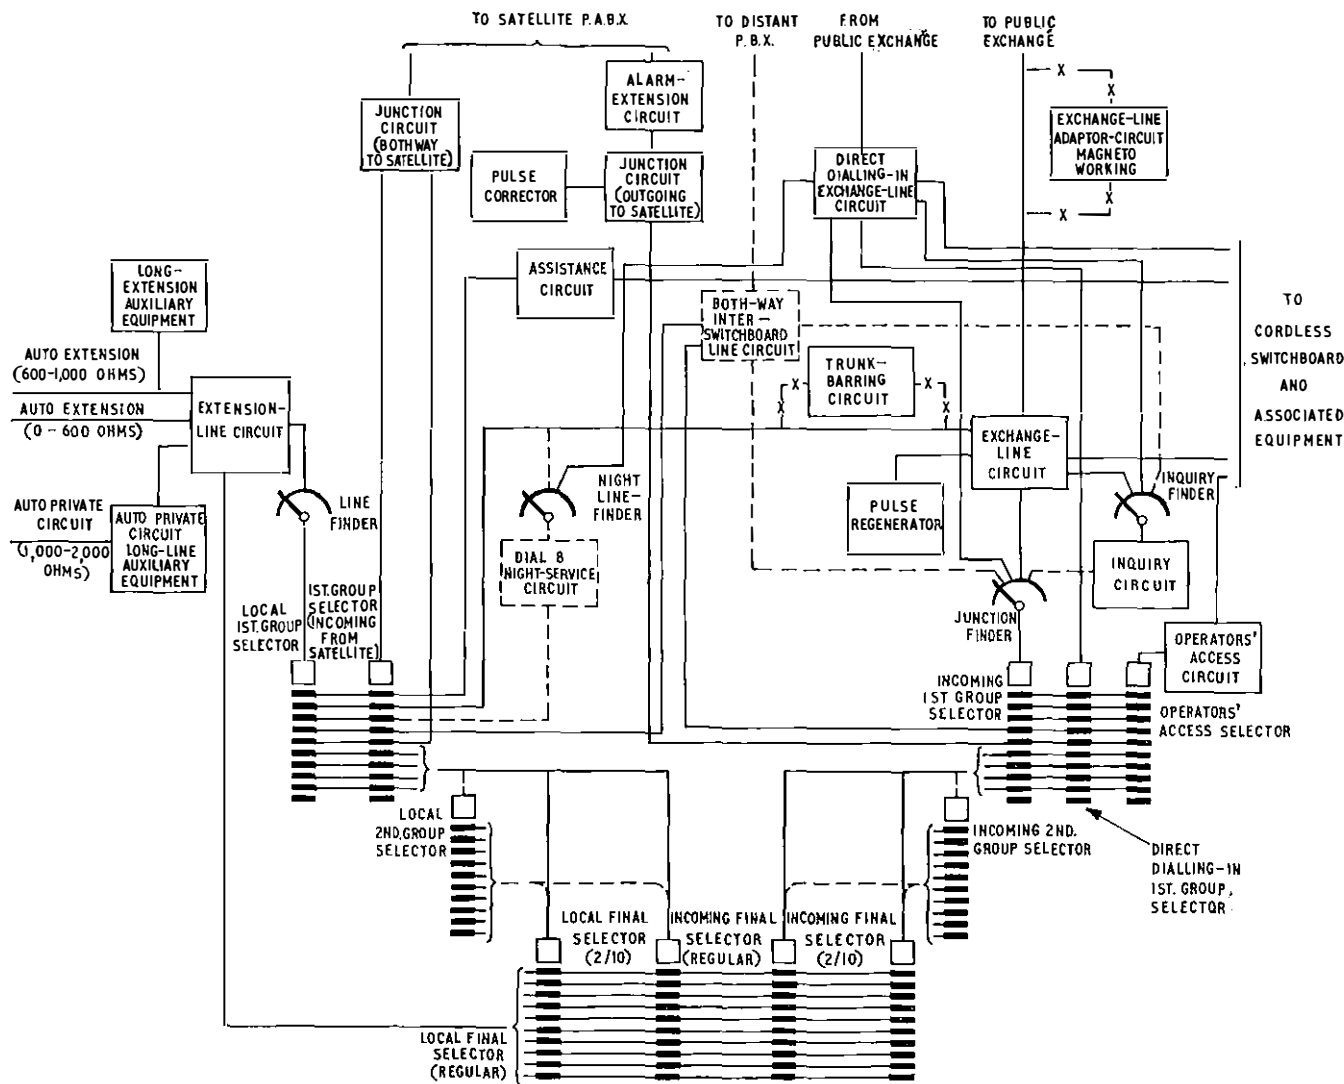 TO SATELLITE P.A.B.X.
TO DISTANT
P.B.X.
FROM
PUBLIC EXCHANGE
TO PUBLIC
EXCHANGE
ALARM-
EXTENSION
CIRCUIT
JUNCTION
CIRCUIT
(BOTHWAY
TO SATELLITE)
X
X
EXCHANGE-LINE
ADAPTOR-CIRCUIT
MAGNETO
WORKING
X
X
PULSE
CORRECTOR
JUNCTION
CIRCUIT
(OUTGOING
TO SATELLITE)
DIRECT
DIALLING-IN
EXCHANGE-LINE
CIRCUIT
LONG-
EXTENSION
AUXILIARY
EQUIPMENT
ASSISTANCE
CIRCUIT
BOTH-WAY
INTER-
SWITCHBOARD
LINE CIRCUIT
TO
CORDLESS
SWITCHBOARD
AND
ASSOCIATED
EQUIPMENT
AUTO EXTENSION
(600-1,000 OHMS)
AUTO EXTENSION
(0-600 OHMS)
EXTENSION-
LINE CIRCUIT
X
X
TRUNK-
BARRING
CIRCUIT
X
X
EXCHANGE-
LINE
CIRCUIT
AUTO PRIVATE
CIRCUIT
(1,000-2,000
OHMS)
AUTO PRIVATE
CIRCUIT
LONG-LINE
AUXILIARY
EQUIPMENT
LINE
FINDER
NIGHT
LINE-
FINDER
PULSE
REGENERATOR
INQUIRY
FINDER
DIAL 8
NIGHT-SERVICE
CIRCUIT
INQUIRY
CIRCUIT
JUNCTION
FINDER
LOCAL
IST. GROUP
SELECTOR
IST. GROUP
SELECTOR
(INCOMING
FROM
SATELLITE)
OPERATORS'
ACCESS
CIRCUIT
INCOMING
IST GROUP
SELECTOR
OPERATORS'
ACCESS SELECTOR
LOCAL
2ND. GROUP
SELECTOR
INCOMING 2ND.
GROUP SELECTOR
DIRECT
DIALLING-IN
IST. GROUP,
SELECTOR
LOCAL FINAL
SELECTOR
(2/10)
INCOMING FINAL
SELECTOR
(REGULAR)
INCOMING FINAL
SELECTOR
(2/10)
LOCAL FINAL
SELECTOR
(REGULAR)